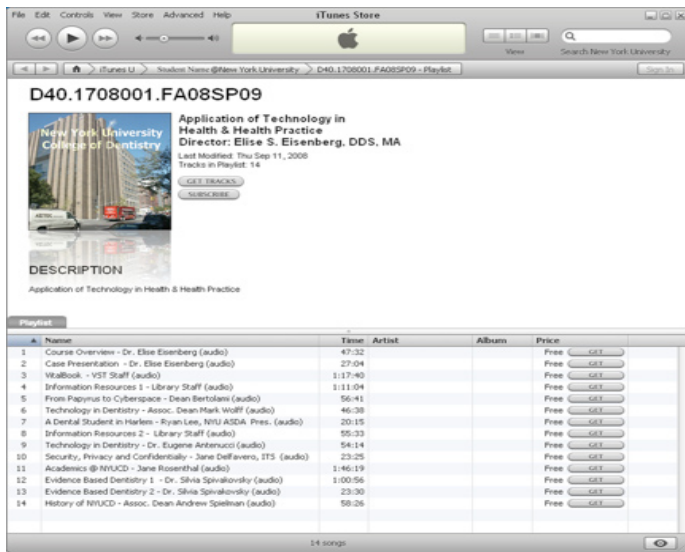 File Edit Controls View Store Advanced Help iTunes Store
View Search New York University
iTunes U Student Name @New York University D40.1708001.FA08SP09 - Playlist Sign In
D40.1708001.FA08SP09
New York University
College of Dentistry
Application of Technology in
Health & Health Practice
Director: Elise S. Eisenberg, DDS, MA
Last Modified: Thu Sep 11, 2008
Tracks in Playlist: 14
GET TRACKS
SUBSCRIBE
DESCRIPTION
Application of Technology in Health & Health Practice
Playlist
Name Time Artist Album Price
1 Course Overview - Dr. Elise Eisenberg (audio) 47:32 Free GET
2 Case Presentation - Dr. Elise Eisenberg (audio) 27:04 Free GET
3 VitalBook - VST Staff (audio) 1:17:40 Free GET
4 Information Resources 1 - Library Staff (audio) 1:11:04 Free GET
5 From Papyrus to Cyberspace - Dean Bertolami (audio) 56:41 Free GET
6 Technology in Dentistry - Assoc. Dean Mark Wolff (audio) 46:38 Free GET
7 A Dental Student in Harlem - Ryan Lee, NYU ASDA Pres. (audio) 20:15 Free GET
8 Information Resources 2 - Library Staff (audio) 55:33 Free GET
9 Technology in Dentistry - Dr. Eugene Antenucci (audio) 54:14 Free GET
10 Security, Privacy and Confidentially - Jane Delfavero, ITS (audio) 23:25 Free GET
11 Academics @ NYUCD - Jane Rosenthal (audio) 1:46:19 Free GET
12 Evidence Based Dentistry 1 - Dr. Silvia Spivakovsky (audio) 1:00:56 Free GET
13 Evidence Based Dentistry 2 - Dr. Silvia Spivakovsky (audio) 23:30 Free GET
14 History of NYUCD - Assoc. Dean Andrew Spielman (audio) 58:26 Free GET
14 songs